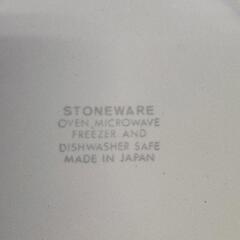 STONEWARE
OVEN, MICROWAVE
FREEZER AND
DISHWASHER SAFE
MADE IN JAPAN